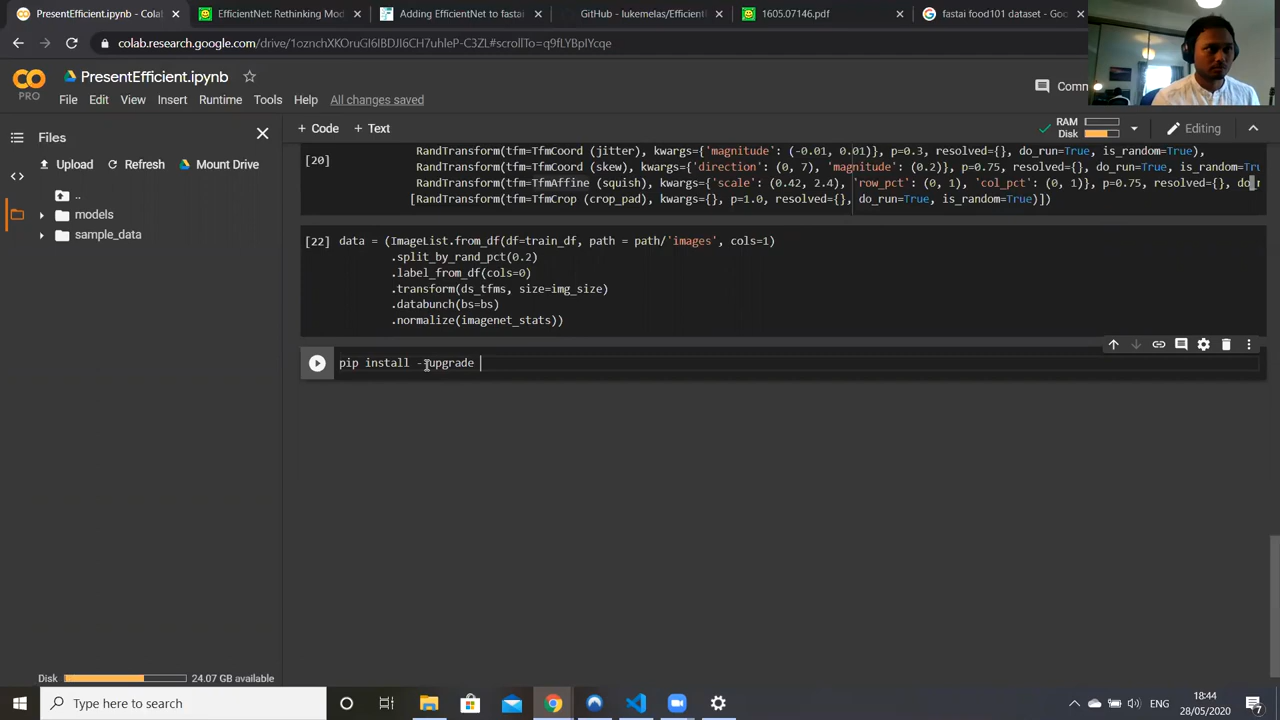 PresentEfficient.ipynb - Colab
EfficientNet: Rethinking Mod
Adding EfficientNet to fastai
GitHub - lukemelas/Efficient
1605.07146.pdf
fastai food101 dataset - Goo
colab.research.google.com/drive/1oznchXKOruGI6IBDJI6CH7uhleP-C3ZL#scrollTo=q9fLYBpIYcqe
CO
PRO
PresentEfficient.ipynb
File Edit View Insert Runtime Tools Help All changes saved
Comm
Files
+ Code + Text
RAM
Disk
Editing
Upload Refresh Mount Drive
..
models
sample_data
[20]
RandTransform(tfm=TfmCoord (jitter), kwargs={'magnitude': (-0.01, 0.01)}, p=0.3, resolved={}, do_run=True, is_random=True),
RandTransform(tfm=TfmCoord (skew), kwargs={'direction': (0, 7), 'magnitude': (0.2)}, p=0.75, resolved={}, do_run=True, is_random=Tru
RandTransform(tfm=TfmAffine (squish), kwargs={'scale': (0.42, 2.4), 'row_pct': (0, 1), 'col_pct': (0, 1)}, p=0.75, resolved={}, do
[RandTransform(tfm=TfmCrop (crop_pad), kwargs={}, p=1.0, resolved={}, do_run=True, is_random=True)])
[22] data = (ImageList.from_df(df=train_df, path = path/'images', cols=1)
.split_by_rand_pct(0.2)
.label_from_df(cols=0)
.transform(ds_tfms, size=img_size)
.databunch(bs=bs)
.normalize(imagenet_stats))
pip install --upgrade
Disk 24.07 GB available
Type here to search
ENG
18:44
28/05/2020
7